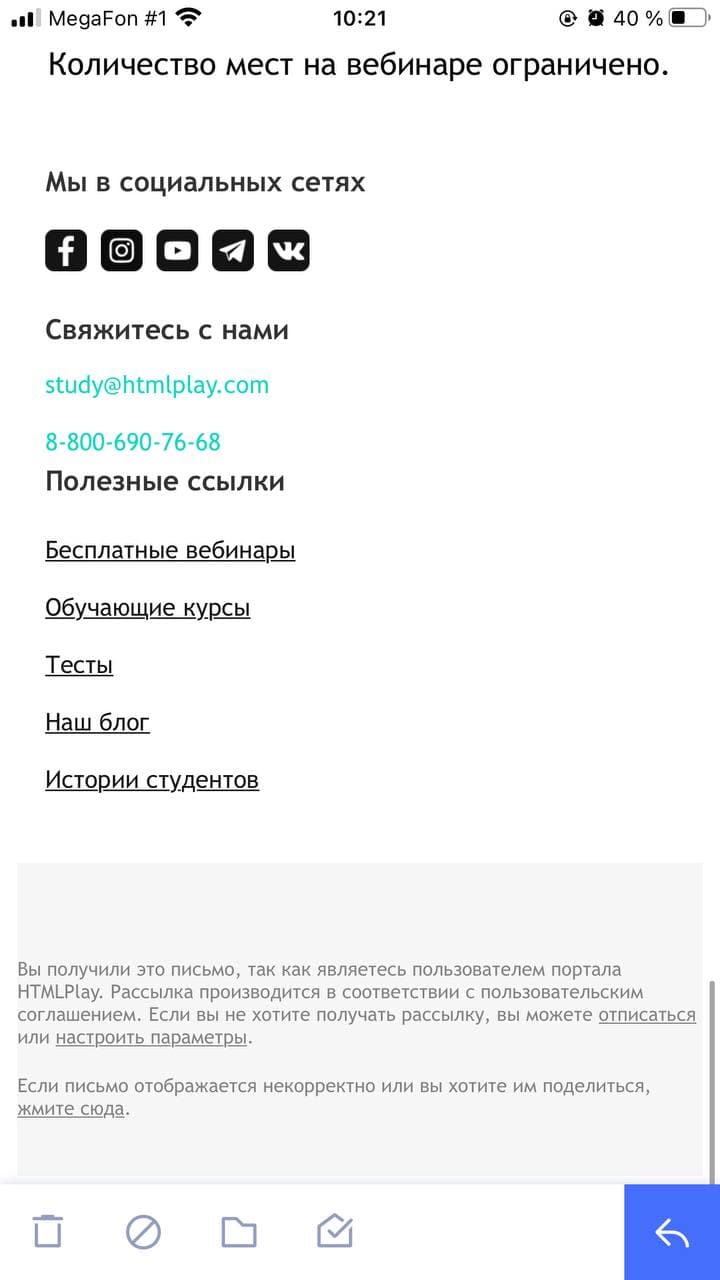 MegaFon #1 10:21 40 %
Количество мест на вебинаре ограничено.
Мы в социальных сетях
Свяжитесь с нами
study@htmlplay.com
8-800-690-76-68
Полезные ссылки
Бесплатные вебинары
Обучающие курсы
Тесты
Наш блог
Истории студентов
Вы получили это письмо, так как являетесь пользователем портала
HTMLPlay. Рассылка производится в соответствии с пользовательским
соглашением. Если вы не хотите получать рассылку, вы можете отписаться
или настроить параметры.
Если письмо отображается некорректно или вы хотите им поделиться,
жмите сюда.